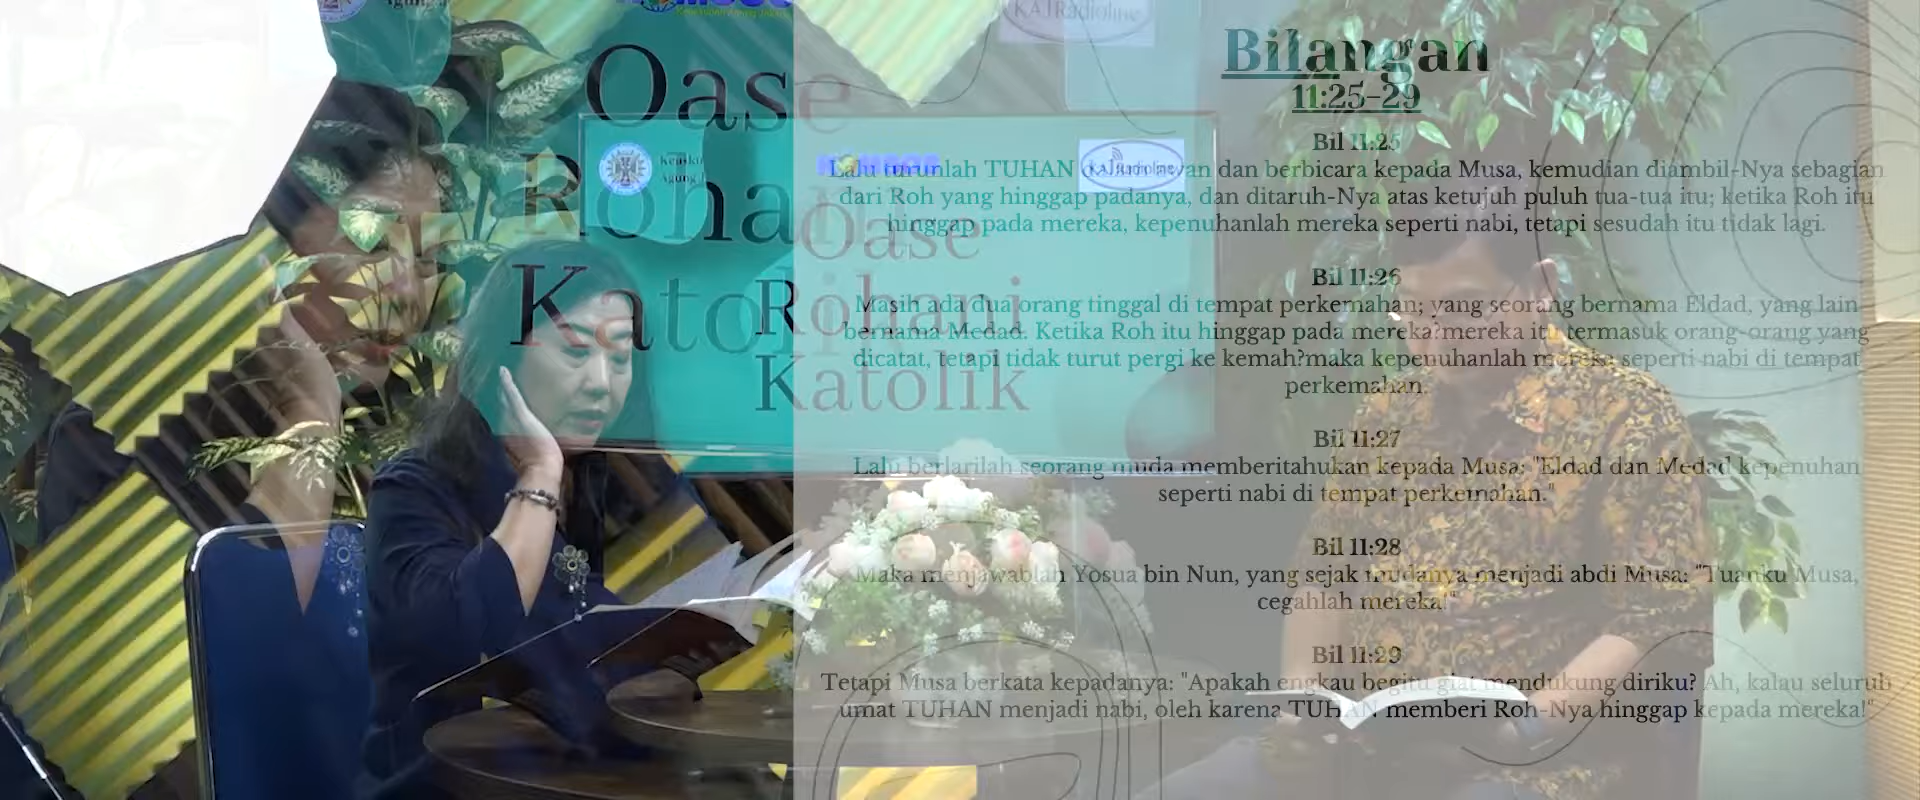 Oase
Rohani
Katolik
KAJRadioline
KOMSOS
KAJRadioline
Oase
Rohani
Katolik
Bilangan
11:25-29
Bil 11:25
Lalu turunlah TUHAN dalam awan dan berbicara kepada Musa, kemudian diambil-Nya sebagian
dari Roh yang hinggap padanya, dan ditaruh-Nya atas ketujuh puluh tua-tua itu; ketika Roh itu
hinggap pada mereka, kepenuhanlah mereka seperti nabi, tetapi sesudah itu tidak lagi.
Bil 11:26
Masih ada dua orang tinggal di tempat perkemahan; yang seorang bernama Eldad, yang lain
bernama Medad. Ketika Roh itu hinggap pada mereka?mereka itu termasuk orang-orang yang
dicatat, tetapi tidak turut pergi ke kemah?maka kepenuhanlah mereka seperti nabi di tempat
perkemahan.
Bil 11:27
Lalu berlarilah seorang muda memberitahukan kepada Musa: "Eldad dan Medad kepenuhan
seperti nabi di tempat perkemahan."
Bil 11:28
Maka menjawablah Yosua bin Nun, yang sejak mudanya menjadi abdi Musa: "Tuanku Musa,
cegahlah mereka!"
Bil 11:29
Tetapi Musa berkata kepadanya: "Apakah engkau begitu giat mendukung diriku? Ah, kalau seluruh
umat TUHAN menjadi nabi, oleh karena TUHAN memberi Roh-Nya hinggap kepada mereka!"